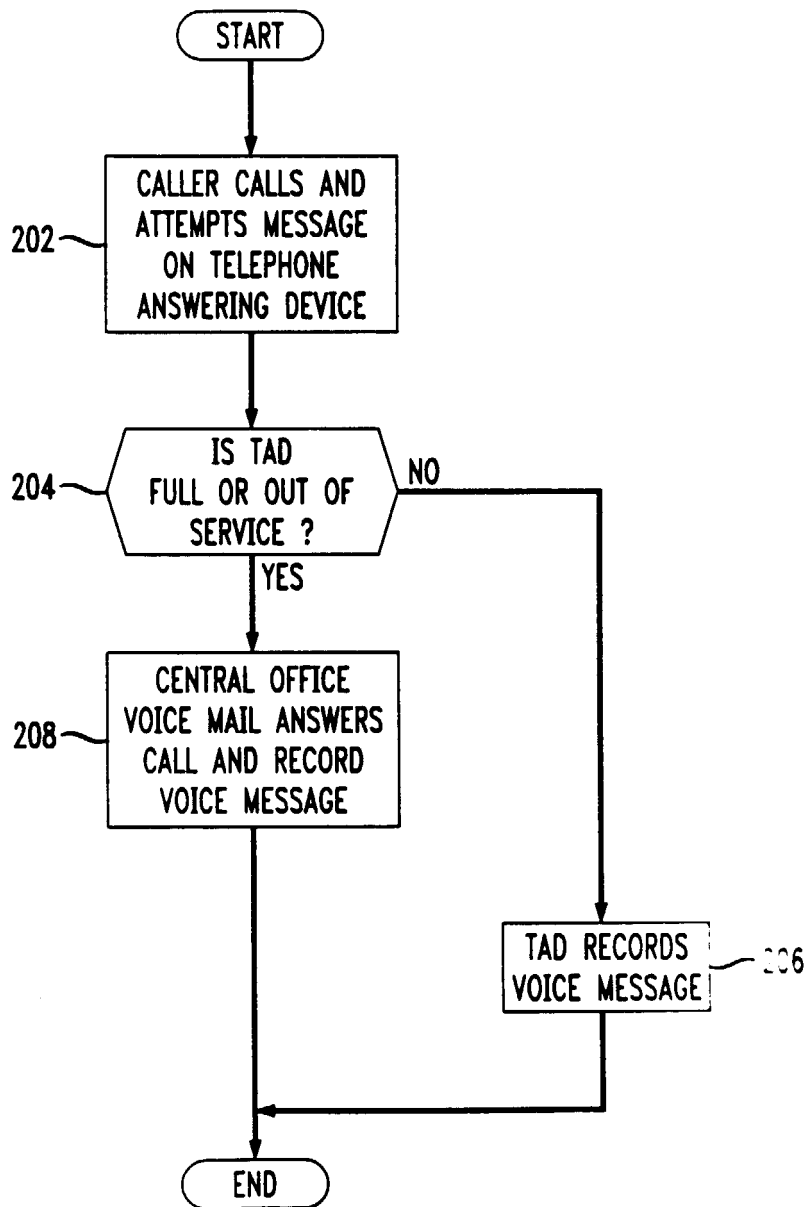 START
202
CALLER CALLS AND
ATTEMPTS MESSAGE
ON TELEPHONE
ANSWERING DEVICE
204
IS TAD
FULL OR OUT OF
SERVICE ?
NO
YES
208
CENTRAL OFFICE
VOICE MAIL ANSWERS
CALL AND RECORD
VOICE MESSAGE
TAD RECORDS
VOICE MESSAGE
206
END